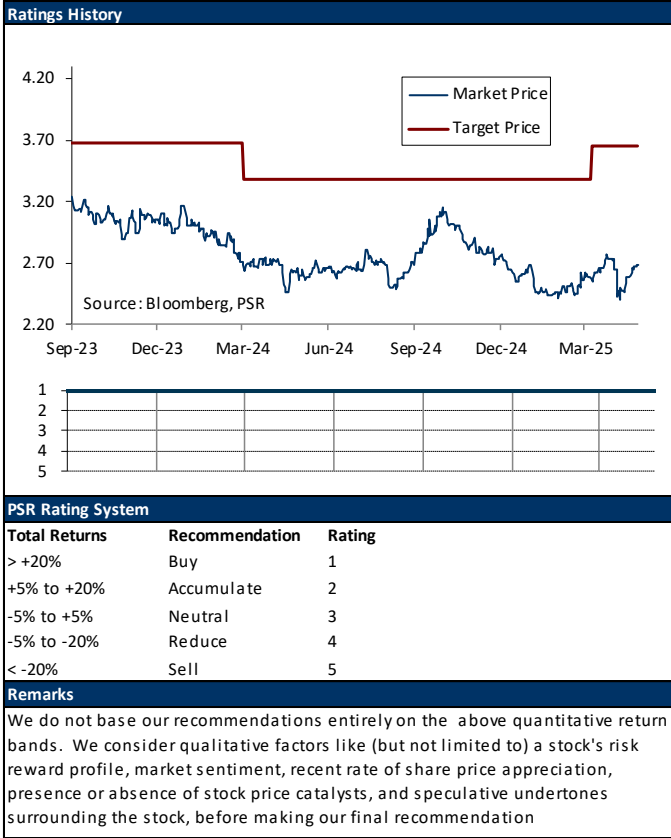 Ratings History
4.20
3.70
3.20
2.70
2.20
Market Price
Target Price
Source: Bloomberg, PSR
Sep-23 Dec-23 Mar-24 Jun-24 Sep-24 Dec-24 Mar-25
1
2
3
4
5
PSR Rating System
Total Returns Recommendation Rating
> +20% Buy 1
+5% to +20% Accumulate 2
-5% to +5% Neutral 3
-5% to -20% Reduce 4
< -20% Sell 5
Remarks
We do not base our recommendations entirely on the above quantitative return
bands. We consider qualitative factors like (but not limited to) a stock's risk
reward profile, market sentiment, recent rate of share price appreciation,
presence or absence of stock price catalysts, and speculative undertones
surrounding the stock, before making our final recommendation